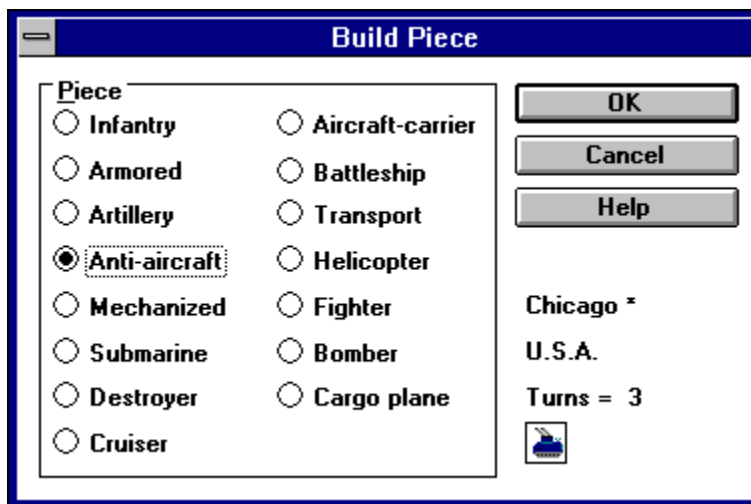 Build Piece
Piece
Infantry
Armored
Artillery
Anti-aircraft
Mechanized
Submarine
Destroyer
Cruiser
Aircraft-carrier
Battleship
Transport
Helicopter
Fighter
Bomber
Cargo plane
OK
Cancel
Help
Chicago *
U.S.A.
Turns = 3